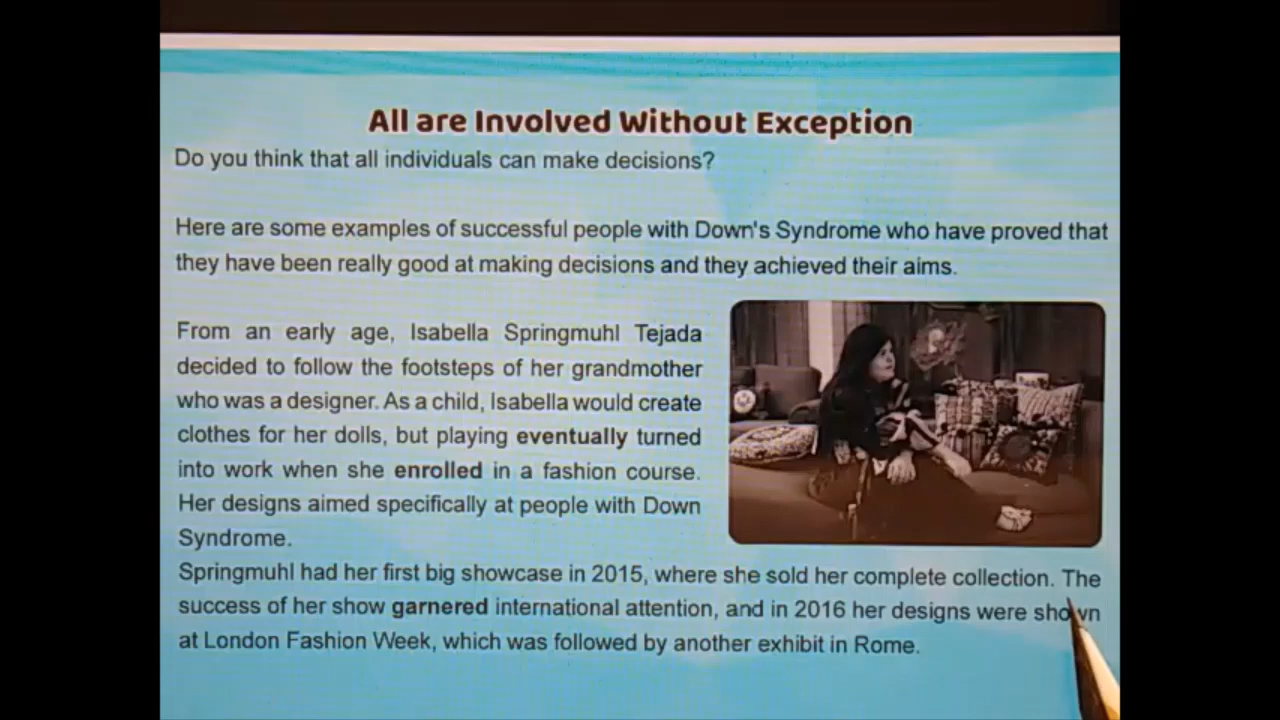 All are Involved Without Exception
Do you think that all individuals can make decisions?
Here are some examples of successful people with Down's Syndrome who have proved that
they have been really good at making decisions and they achieved their aims.
From an early age, Isabella Springmuhl Tejada
decided to follow the footsteps of her grandmother
who was a designer. As a child, Isabella would create
clothes for her dolls, but playing eventually turned
into work when she enrolled in a fashion course.
Her designs aimed specifically at people with Down
Syndrome.
Springmuhl had her first big showcase in 2015, where she sold her complete collection. The
success of her show garnered international attention, and in 2016 her designs were shown
at London Fashion Week, which was followed by another exhibit in Rome.